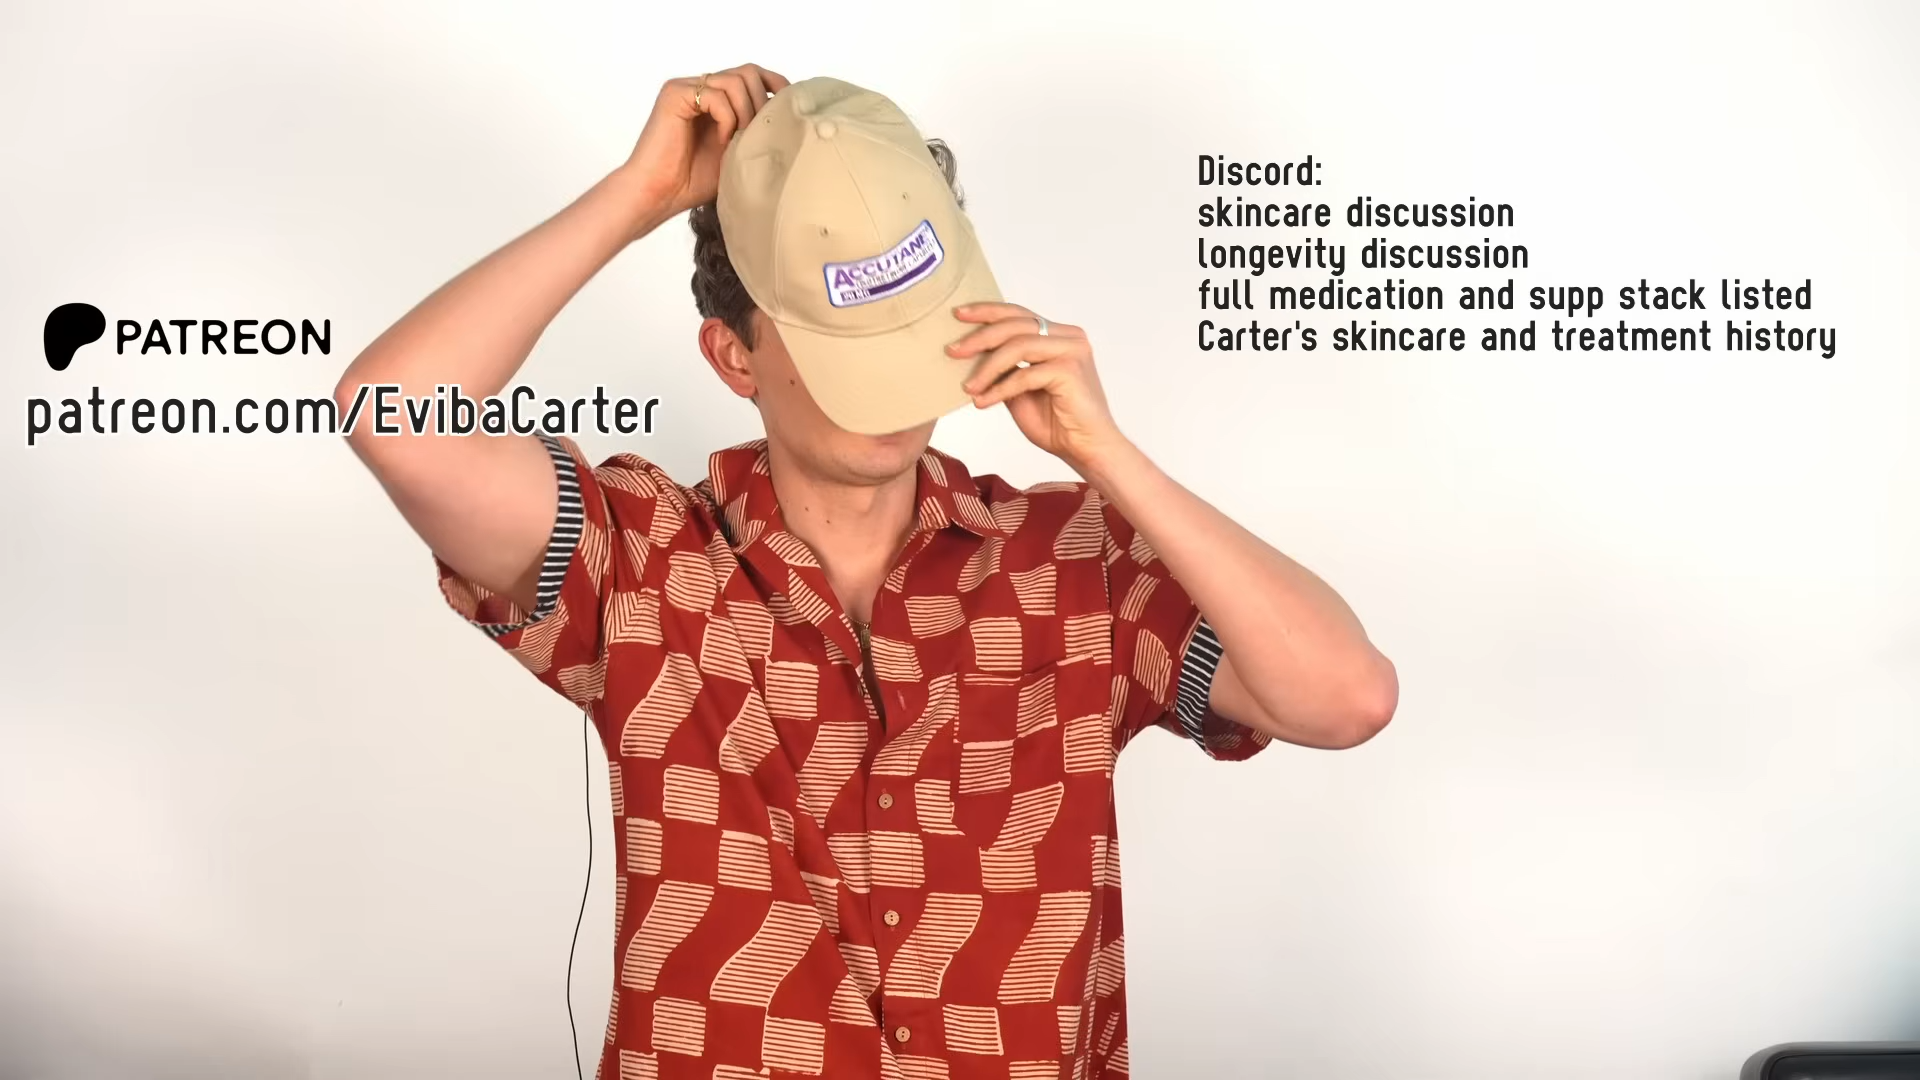 PATREON
patreon.com/EvibaCarter
ACCUTANE
Discord:
skincare discussion
longevity discussion
full medication and supp stack listed
Carter's skincare and treatment history